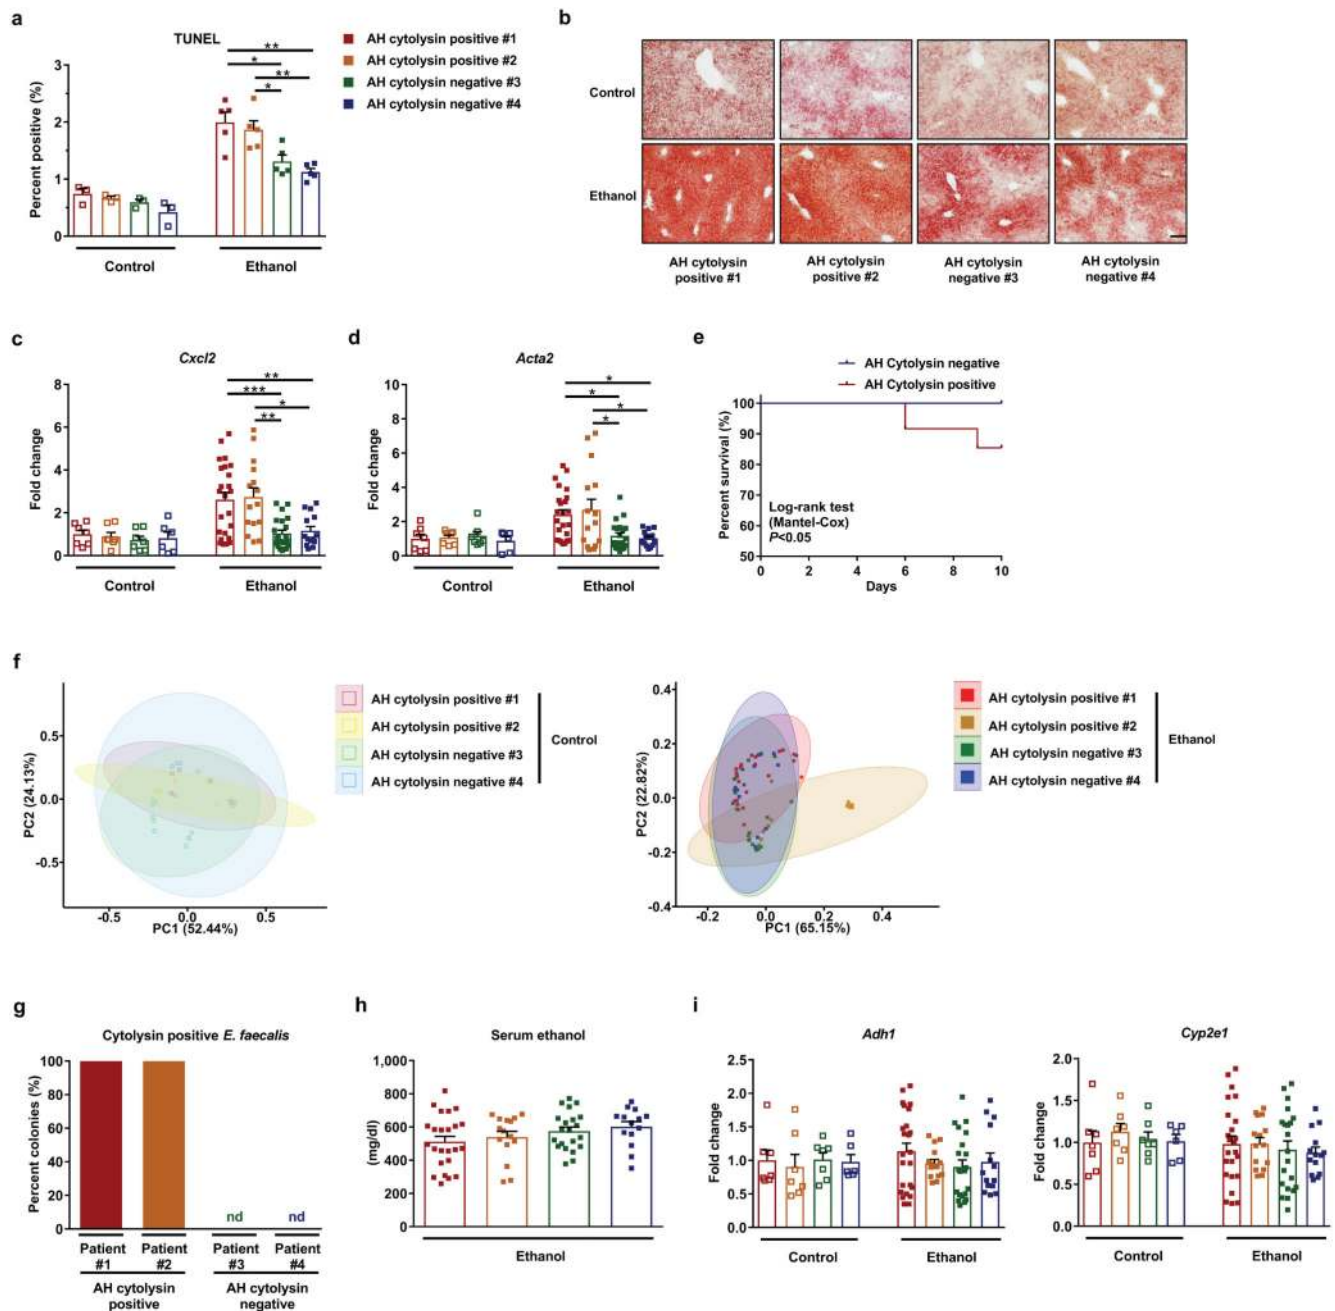 a
TUNEL
AH cytolysin positive #1
AH cytolysin positive #2
AH cytolysin negative #3
AH cytolysin negative #4
**
*
**
*
Percent positive (%)
3
2
1
0
Control
Ethanol
b
Control
Ethanol
AH cytolysin
positive #1
AH cytolysin
positive #2
AH cytolysin
negative #3
AH cytolysin
negative #4
c
Cxcl2
**
***
*
**
Fold change
8
6
4
2
0
Control
Ethanol
d
Acta2
*
*
*
*
Fold change
10
8
6
4
2
0
Control
Ethanol
e
AH Cytolysin negative
AH Cytolysin positive
Percent survival (%)
100
90
80
70
60
50
Log-rank test
(Mantel-Cox)
P<0.05
0 2 4 6 8 10
Days
f
PC2 (24.13%)
0.5
0.0
-0.5
-0.5 0.0 0.5
PC1 (52.44%)
AH cytolysin positive #1
AH cytolysin positive #2
AH cytolysin negative #3
AH cytolysin negative #4
Control
PC2 (22.82%)
0.4
0.2
0.0
-0.2
-0.4
-0.2 0.0 0.2 0.4
PC1 (65.15%)
AH cytolysin positive #1
AH cytolysin positive #2
AH cytolysin negative #3
AH cytolysin negative #4
Ethanol
g
Cytolysin positive E. faecalis
Percent colonies (%)
100
80
60
40
20
0
nd nd
Patient
#1
Patient
#2
Patient
#3
Patient
#4
AH cytolysin
positive
AH cytolysin
negative
h
Serum ethanol
(mg/dl)
1,000
800
600
400
200
0
Ethanol
i
Adh1
Fold change
2.5
2.0
1.5
1.0
0.5
0.0
Control
Ethanol
Cyp2e1
Fold change
2.0
1.5
1.0
0.5
0.0
Control
Ethanol